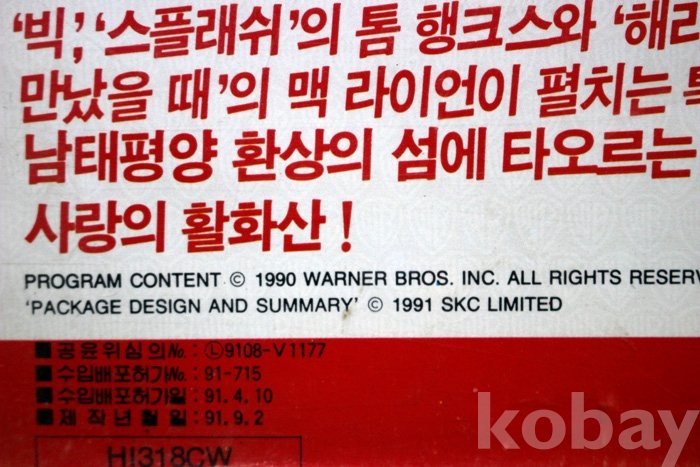 '빅', '스플래쉬'의 톰 행크스와 '해리
만났을 때'의 맥 라이언이 펼치는
남태평양 환상의 섬에 타오르는
사랑의 활화산!
PROGRAM CONTENT © 1990 WARNER BROS. INC. ALL RIGHTS RESERV
'PACKAGE DESIGN AND SUMMARY' © 1991 SKC LIMITED
■ 공윤위심의No. : Ⓛ9108-V1177
■ 수입배포허가No. : 91-715
■ 수입배포허가일 : 91.4.10
■ 제작년월일 : 91.9.2
H!318CW
kobay